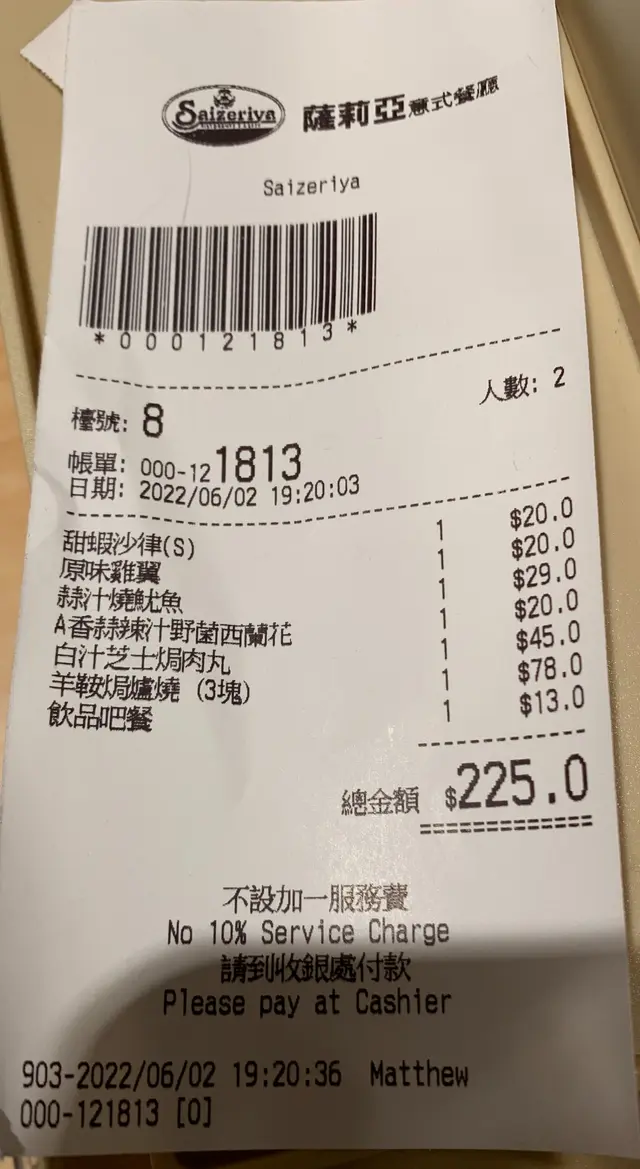 Saizeriya 薩莉亞意式餐廳
Saizeriya
*000121813*
人數: 2
檯號: 8
帳單: 000-121813
日期: 2022/06/02 19:20:03
甜蝦沙律(S) 1 $20.0
原味雞翼 1 $20.0
蒜汁燒魷魚 1 $29.0
A香蒜辣汁野菌西蘭花 1 $20.0
白汁芝士焗肉丸 1 $45.0
羊鞍焗爐燒 (3塊) 1 $78.0
飲品吧餐 1 $13.0
總金額 $225.0
不設加一服務費
No 10% Service Charge
請到收銀處付款
Please pay at Cashier
903-2022/06/02 19:20:36 Matthew
000-121813 [0]